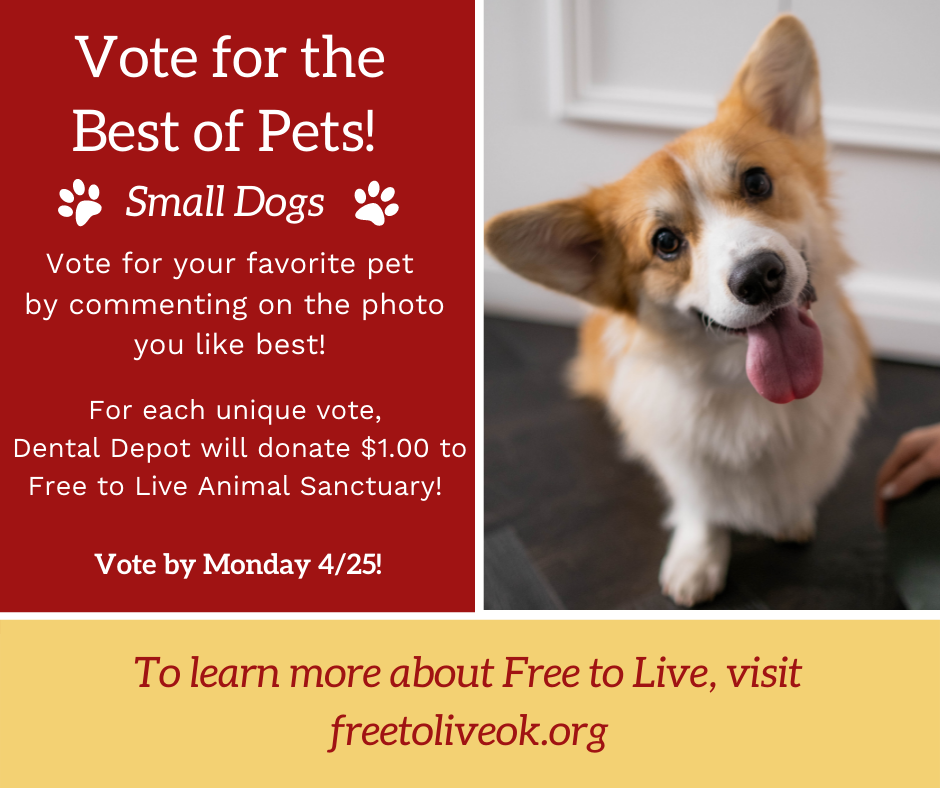 Vote for the
Best of Pets!
Small Dogs
Vote for your favorite pet
by commenting on the photo
you like best!
For each unique vote,
Dental Depot will donate $1.00 to
Free to Live Animal Sanctuary!
Vote by Monday 4/25!
To learn more about Free to Live, visit
freetoliveok.org